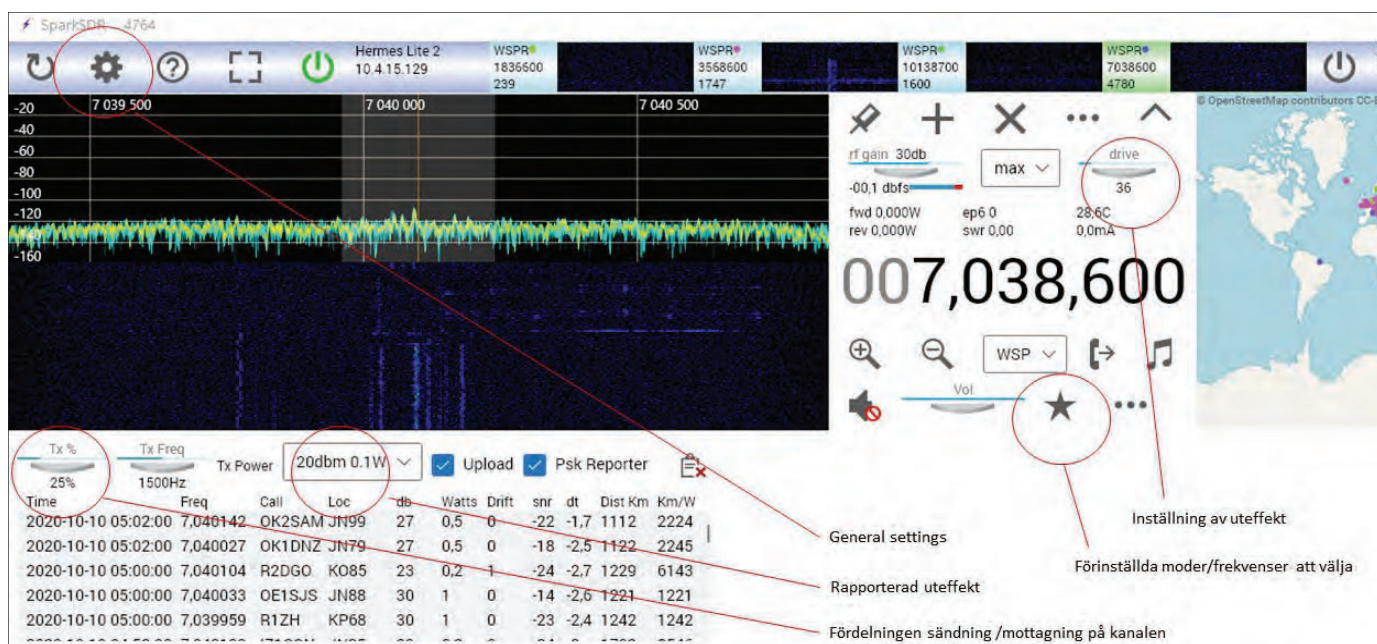 SparkSDR 4764
Hermes Lite 2
10.4.15.129
WSPR
1836600
239
WSPR
3568600
1747
WSPR
10138700
1600
WSPR
7038600
4780
7 039 500 7 040 000 7 040 500
-20
-40
-60
-80
-100
-120
-160
© OpenStreetMap contributors CC-
rf gain 30db
max
drive
36
-00,1 dbfs
fwd 0,000W ep6 0 28,6C
rev 0,000W swr 0,00 0,0mA
007,038,600
WSP
Vol
Tx % Tx Freq
25% 1500Hz
Tx Power 20dbm 0.1W Upload Psk Reporter
Time Freq Call Loc db Watts Drift snr dt Dist Km Km/W
2020-10-10 05:02:00 7,040142 OK2SAM JN99 27 0,5 0 -22 -1,7 1112 2224
2020-10-10 05:02:00 7,040027 OK1DNZ JN79 27 0,5 0 -18 -2,5 1122 2245
2020-10-10 05:00:00 7,040104 R2DGO KO85 23 0,2 1 -24 -2,7 1229 6143
2020-10-10 05:00:00 7,040033 OE1SJS JN88 30 1 0 -14 -2,6 1221 1221
2020-10-10 05:00:00 7,039959 R1ZH KP68 30 1 0 -23 -2,4 1242 1242
General settings
Rapporterad uteffekt
Fördelningen sändning /mottagning på kanalen
Inställning av uteffekt
Förinställda moder/frekvenser att välja